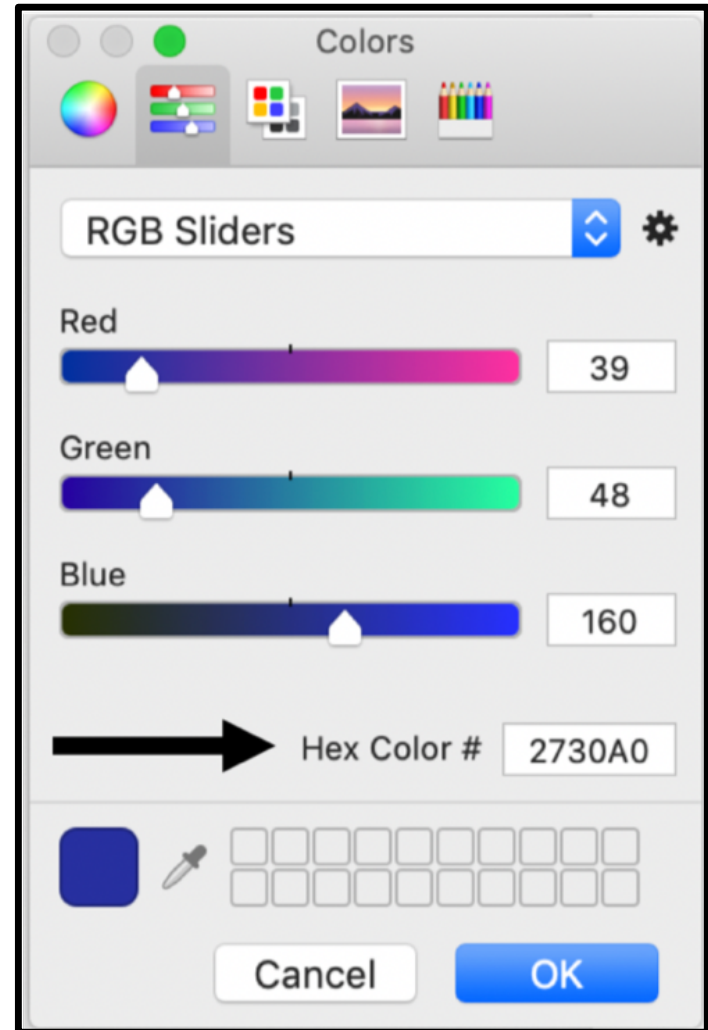 Colors
RGB Sliders
Red
39
Green
48
Blue
160
Hex Color # 2730A0
Cancel OK